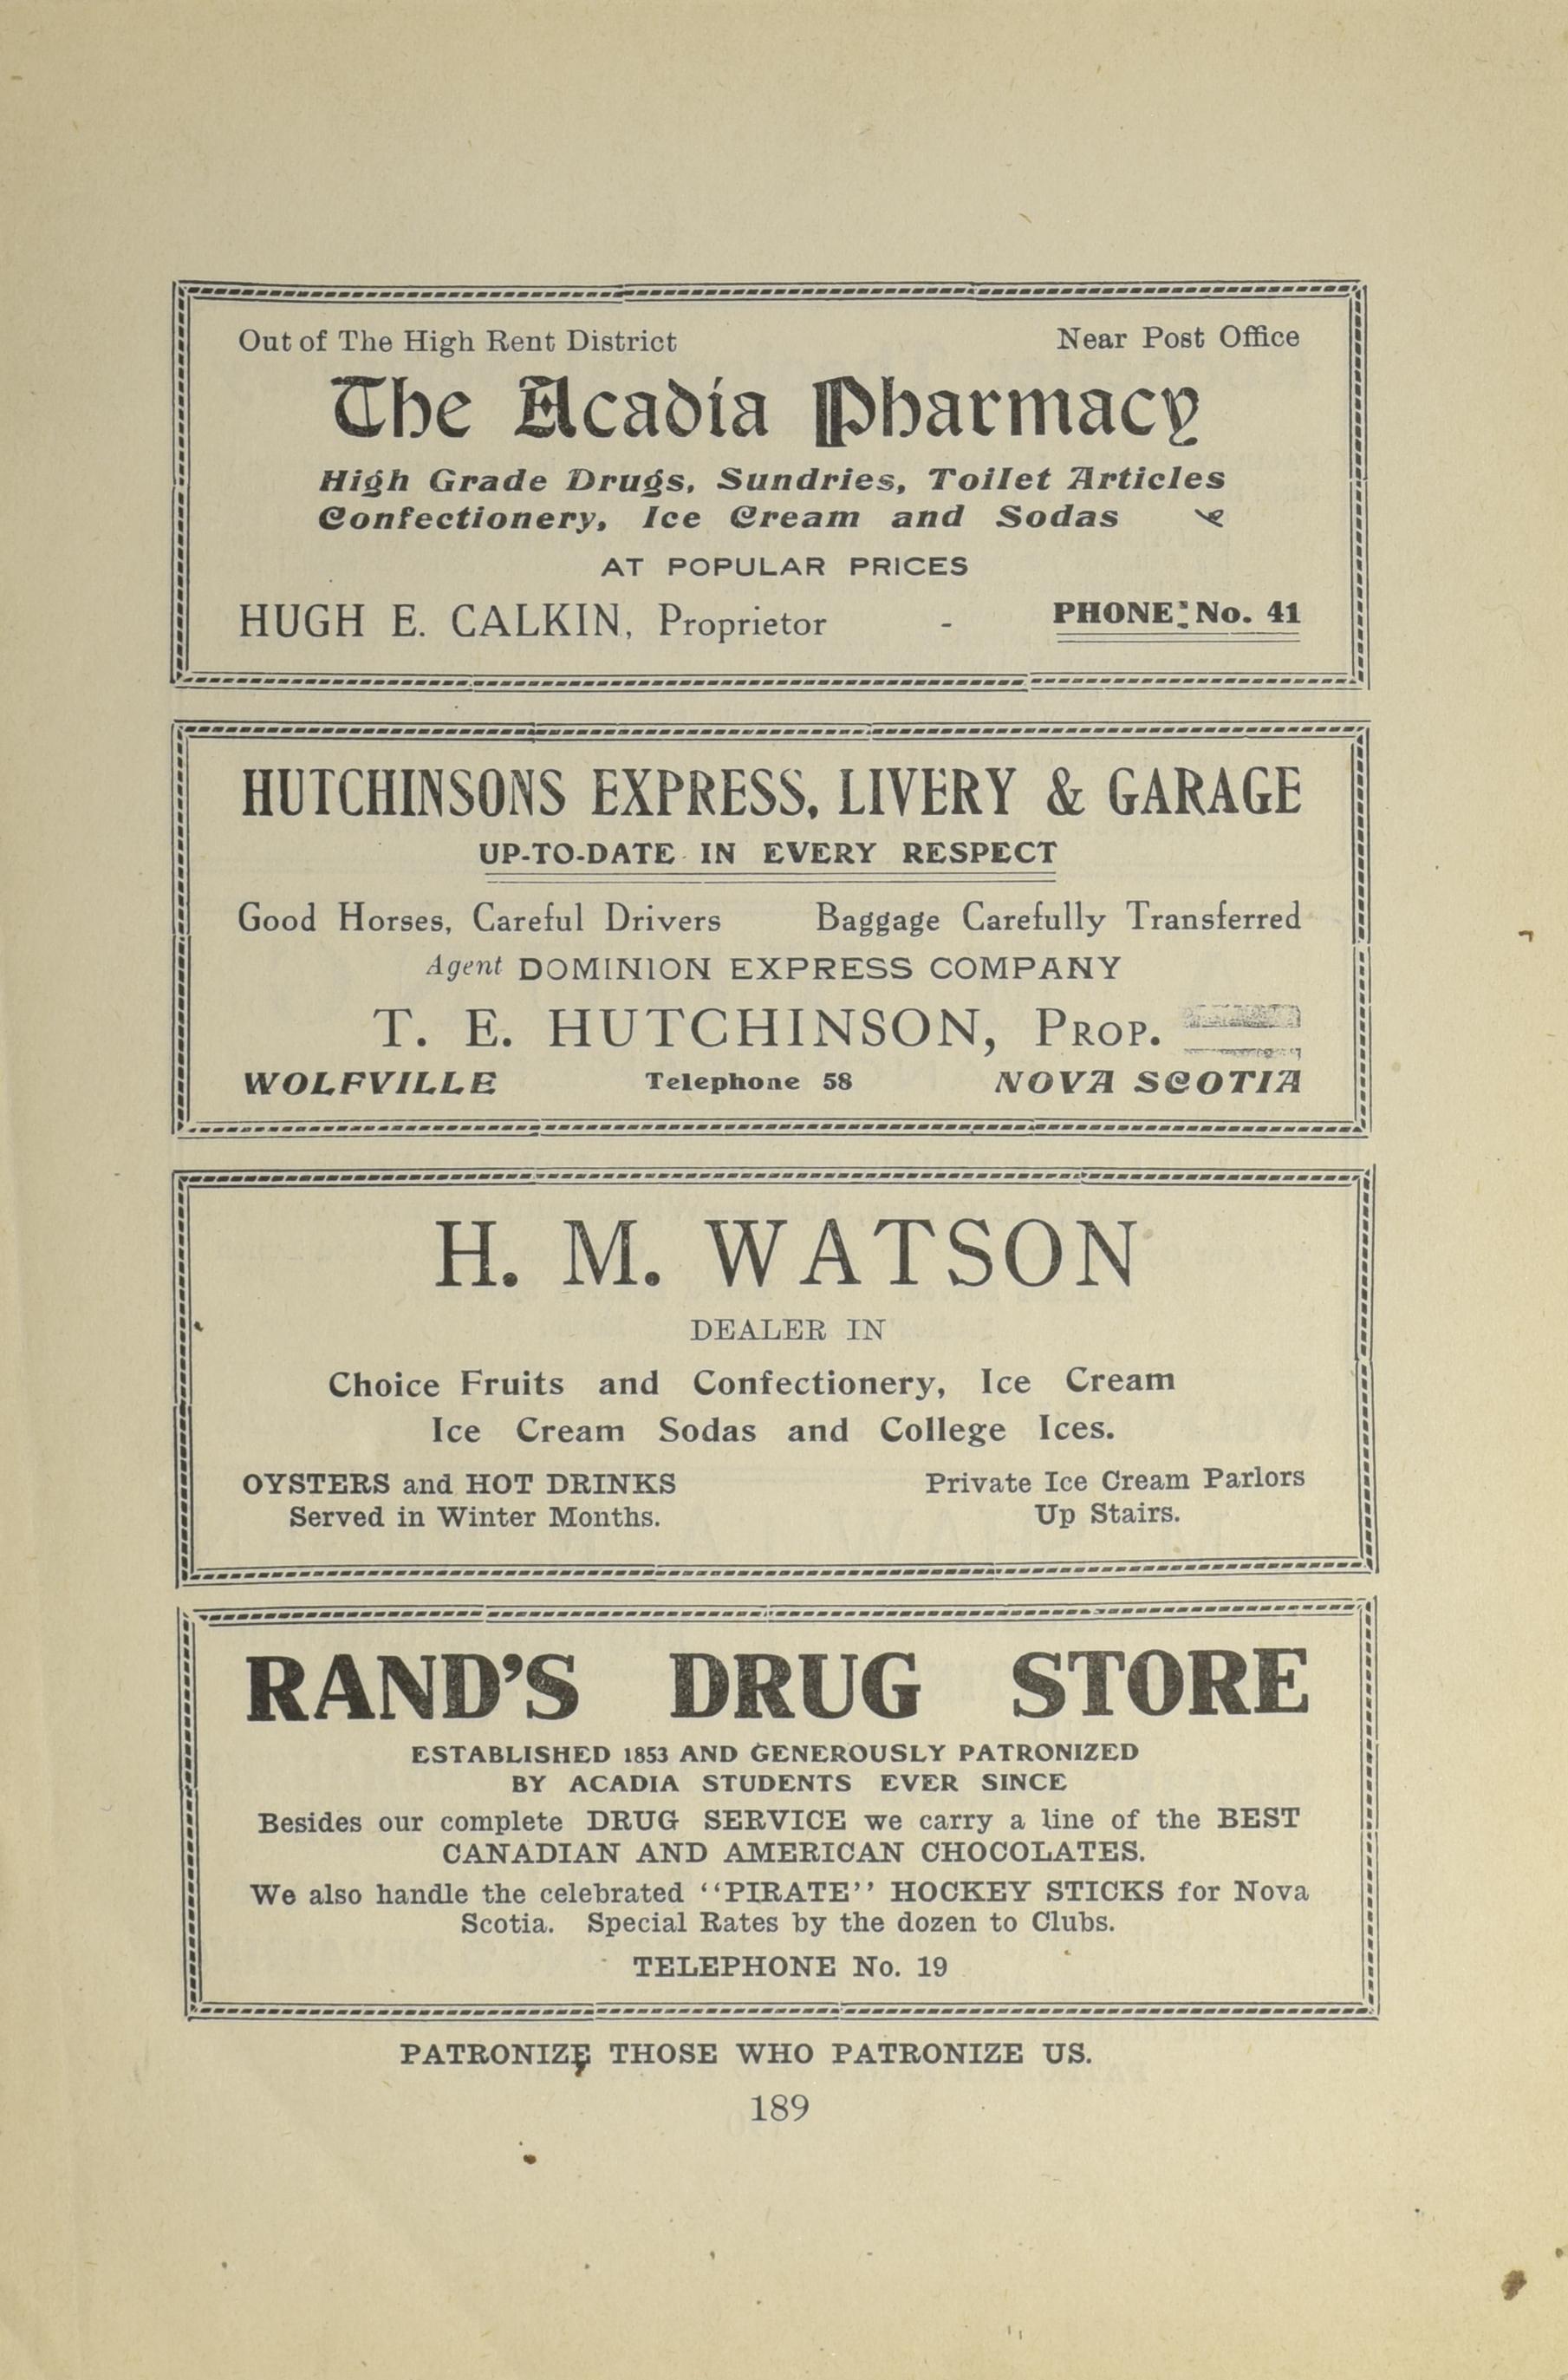 Out of The High Rent District Near Post Office
The Acadia Pharmacy
High Grade Drugs, Sundries, Toilet Articles
Confectionery, Ice Cream and Sodas
AT POPULAR PRICES
HUGH E. CALKIN, Proprietor - PHONE: No. 41
HUTCHINSONS EXPRESS, LIVERY & GARAGE
UP-TO-DATE IN EVERY RESPECT
Good Horses, Careful Drivers Baggage Carefully Transferred
Agent DOMINION EXPRESS COMPANY
T. E. HUTCHINSON, PROP.
WOLFVILLE Telephone 58 NOVA SCOTIA
H. M. WATSON
DEALER IN
Choice Fruits and Confectionery, Ice Cream
Ice Cream Sodas and College Ices.
OYSTERS and HOT DRINKS Private Ice Cream Parlors
Served in Winter Months. Up Stairs.
RAND'S DRUG STORE
ESTABLISHED 1853 AND GENEROUSLY PATRONIZED
BY ACADIA STUDENTS EVER SINCE
Besides our complete DRUG SERVICE we carry a line of the BEST
CANADIAN AND AMERICAN CHOCOLATES.
We also handle the celebrated "PIRATE" HOCKEY STICKS for Nova
Scotia. Special Rates by the dozen to Clubs.
TELEPHONE No. 19
PATRONIZE THOSE WHO PATRONIZE US.
189